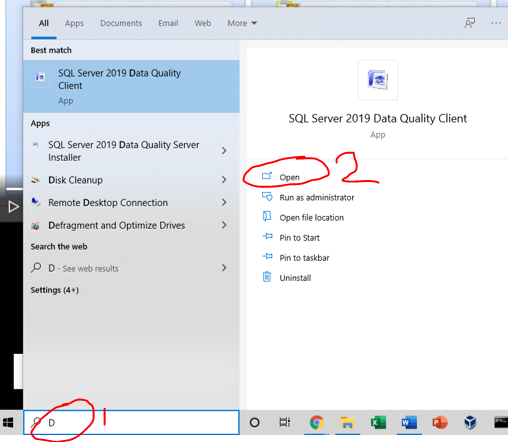 All Apps Documents Email Web More
Best match
SQL Server 2019 Data Quality
Client
App
Apps
SQL Server 2019 Data Quality Server
Installer
Disk Cleanup
Remote Desktop Connection
Defragment and Optimize Drives
Search the web
D - See web results
Settings (4+)
SQL Server 2019 Data Quality Client
App
Open 2
Run as administrator
Open file location
Pin to Start
Pin to taskbar
Uninstall
D 1